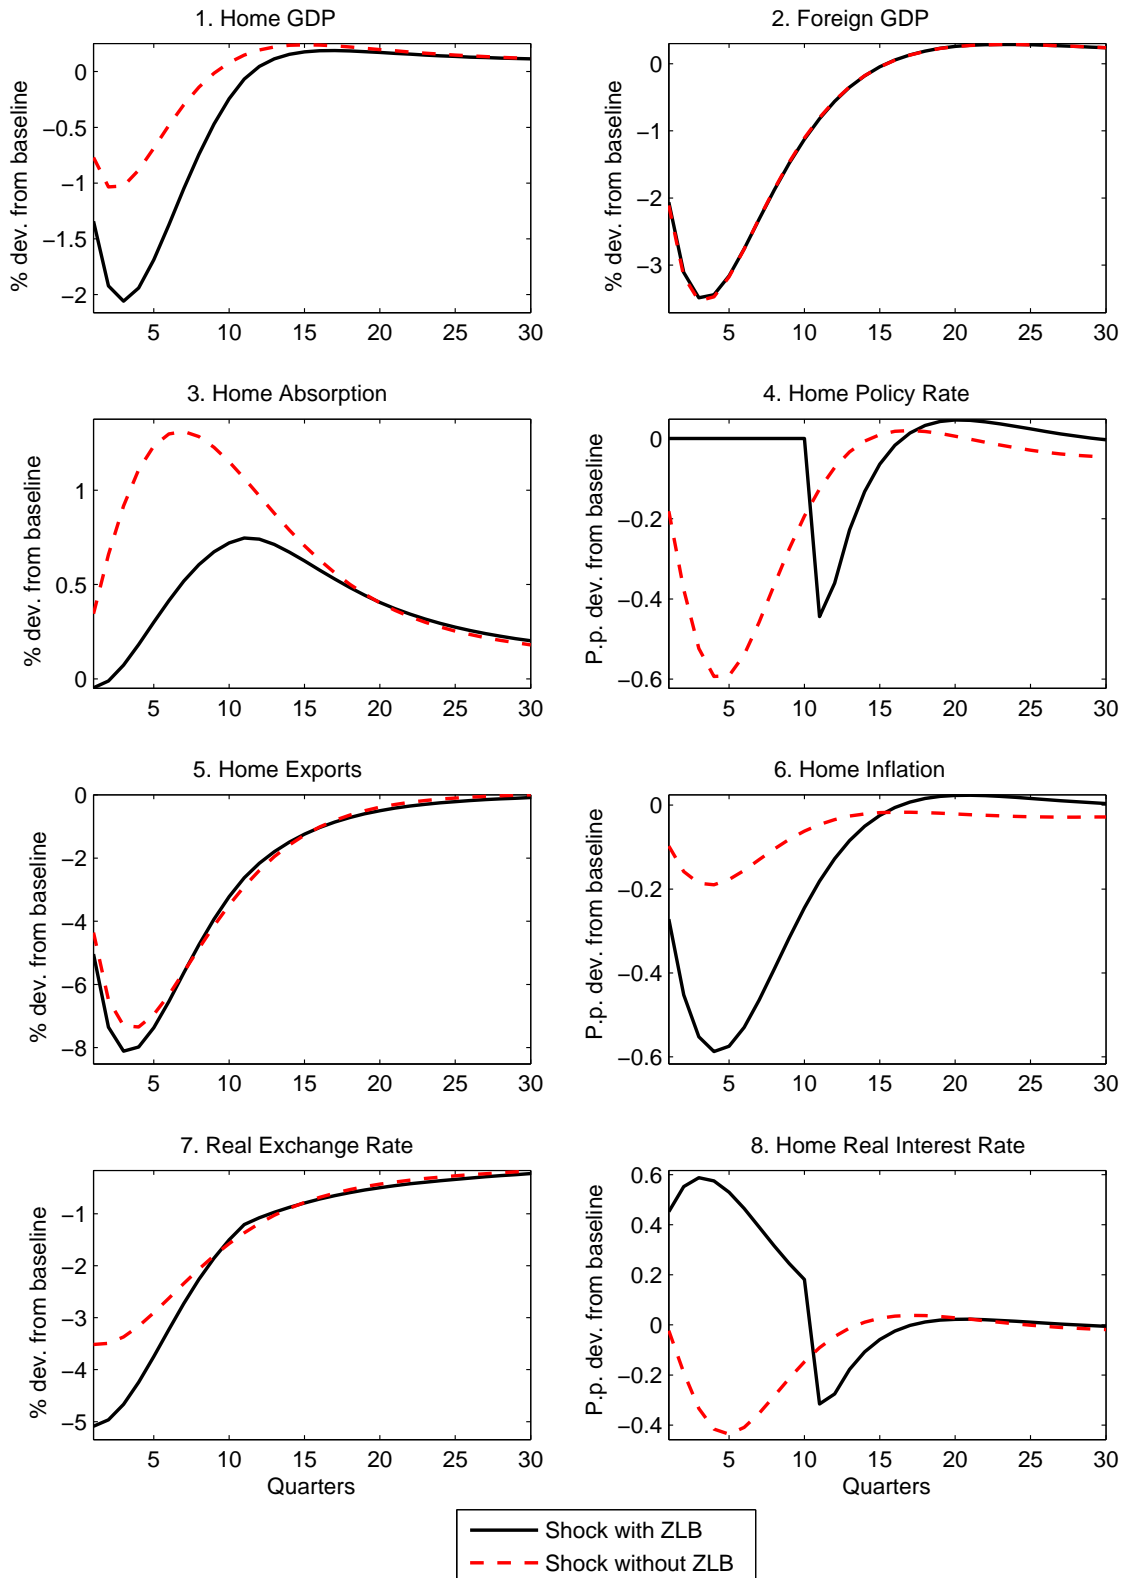 1. Home GDP
% dev. from baseline
0
−0.5
−1
−1.5
−2
5 10 15 20 25 30
2. Foreign GDP
% dev. from baseline
0
−1
−2
−3
5 10 15 20 25 30
3. Home Absorption
% dev. from baseline
1
0.5
0
5 10 15 20 25 30
4. Home Policy Rate
P.p. dev. from baseline
0
−0.2
−0.4
−0.6
5 10 15 20 25 30
5. Home Exports
% dev. from baseline
0
−2
−4
−6
−8
5 10 15 20 25 30
6. Home Inflation
P.p. dev. from baseline
0
−0.2
−0.4
−0.6
5 10 15 20 25 30
7. Real Exchange Rate
% dev. from baseline
−1
−2
−3
−4
−5
5 10 15 20 25 30
Quarters
8. Home Real Interest Rate
P.p. dev. from baseline
0.6
0.4
0.2
0
−0.2
−0.4
5 10 15 20 25 30
Quarters
Shock with ZLB
Shock without ZLB